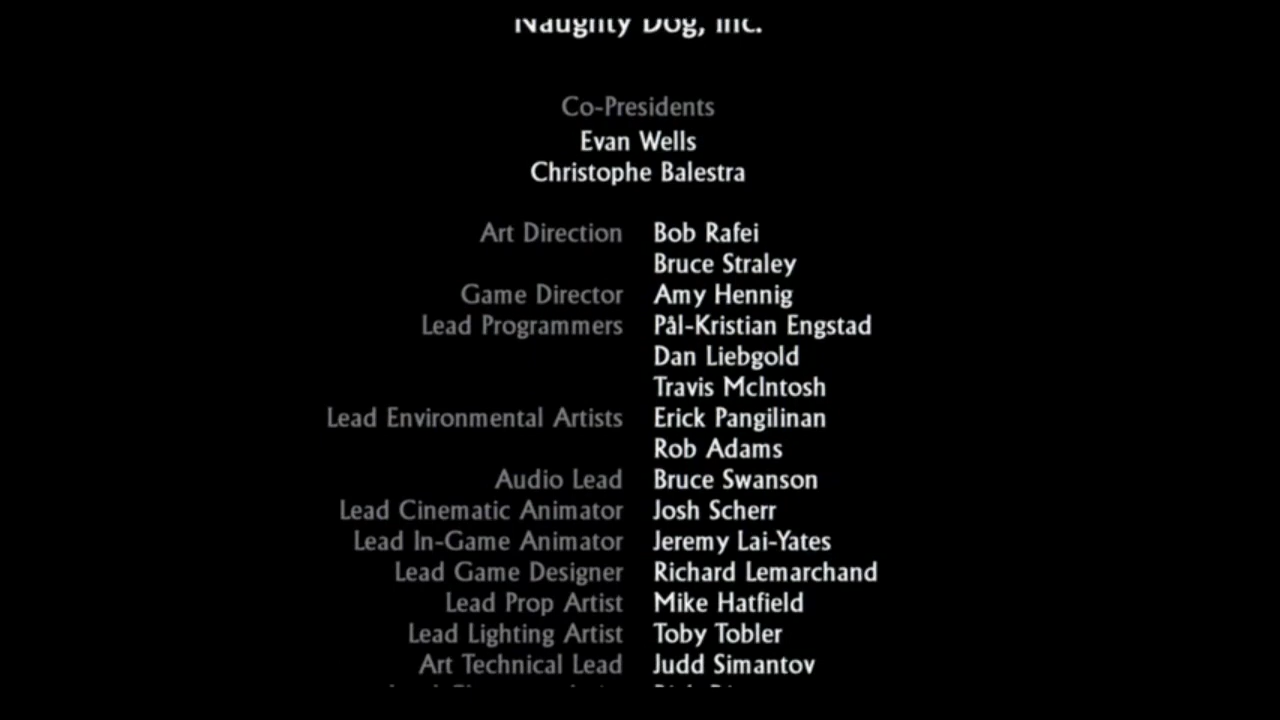 Naughty Dog, Inc.
Co-Presidents
Evan Wells
Christophe Balestra
Art Direction Bob Rafei
Bruce Straley
Game Director Amy Hennig
Lead Programmers Pål-Kristian Engstad
Dan Liebgold
Travis McIntosh
Lead Environmental Artists Erick Pangilinan
Rob Adams
Audio Lead Bruce Swanson
Lead Cinematic Animator Josh Scherr
Lead In-Game Animator Jeremy Lai-Yates
Lead Game Designer Richard Lemarchand
Lead Prop Artist Mike Hatfield
Lead Lighting Artist Toby Tobler
Art Technical Lead Judd Simantov